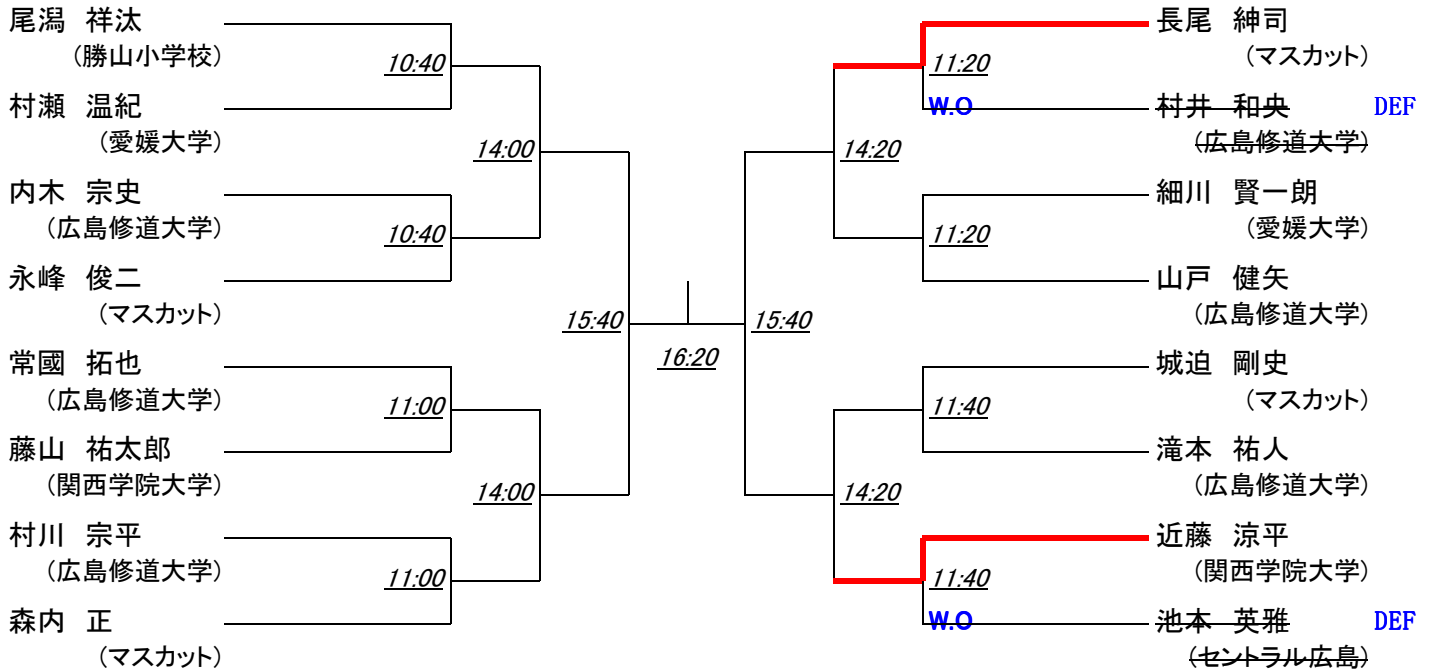 尾潟 祥汰
(勝山小学校)
10:40
村瀬 温紀
(愛媛大学)
14:00
内木 宗史
(広島修道大学)
10:40
永峰 俊二
(マスカット)
15:40
常國 拓也
(広島修道大学)
11:00
藤山 祐太郎
(関西学院大学)
14:00
村川 宗平
(広島修道大学)
11:00
森内 正
(マスカット)
16:20
長尾 紳司
(マスカット)
11:20
W.O
村井 和央 DEF
(広島修道大学)
14:20
細川 賢一朗
(愛媛大学)
11:20
山戸 健矢
(広島修道大学)
15:40
城迫 剛史
(マスカット)
11:40
滝本 祐人
(広島修道大学)
14:20
近藤 涼平
(関西学院大学)
11:40
W.O
池本 英雅 DEF
(セントラル広島)